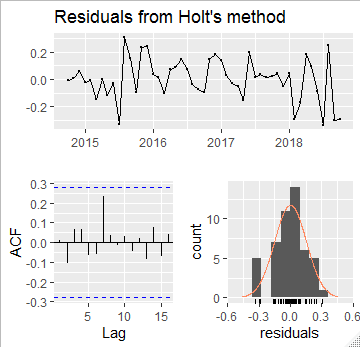 Residuals from Holt's method
0.2
0.0
-0.2
2015 2016 2017 2018
0.3
0.2
0.1
0.0
-0.1
-0.2
-0.3
ACF
5 10 15
Lag
10
5
0
count
-0.6 -0.3 0.0 0.3 0.6
residuals